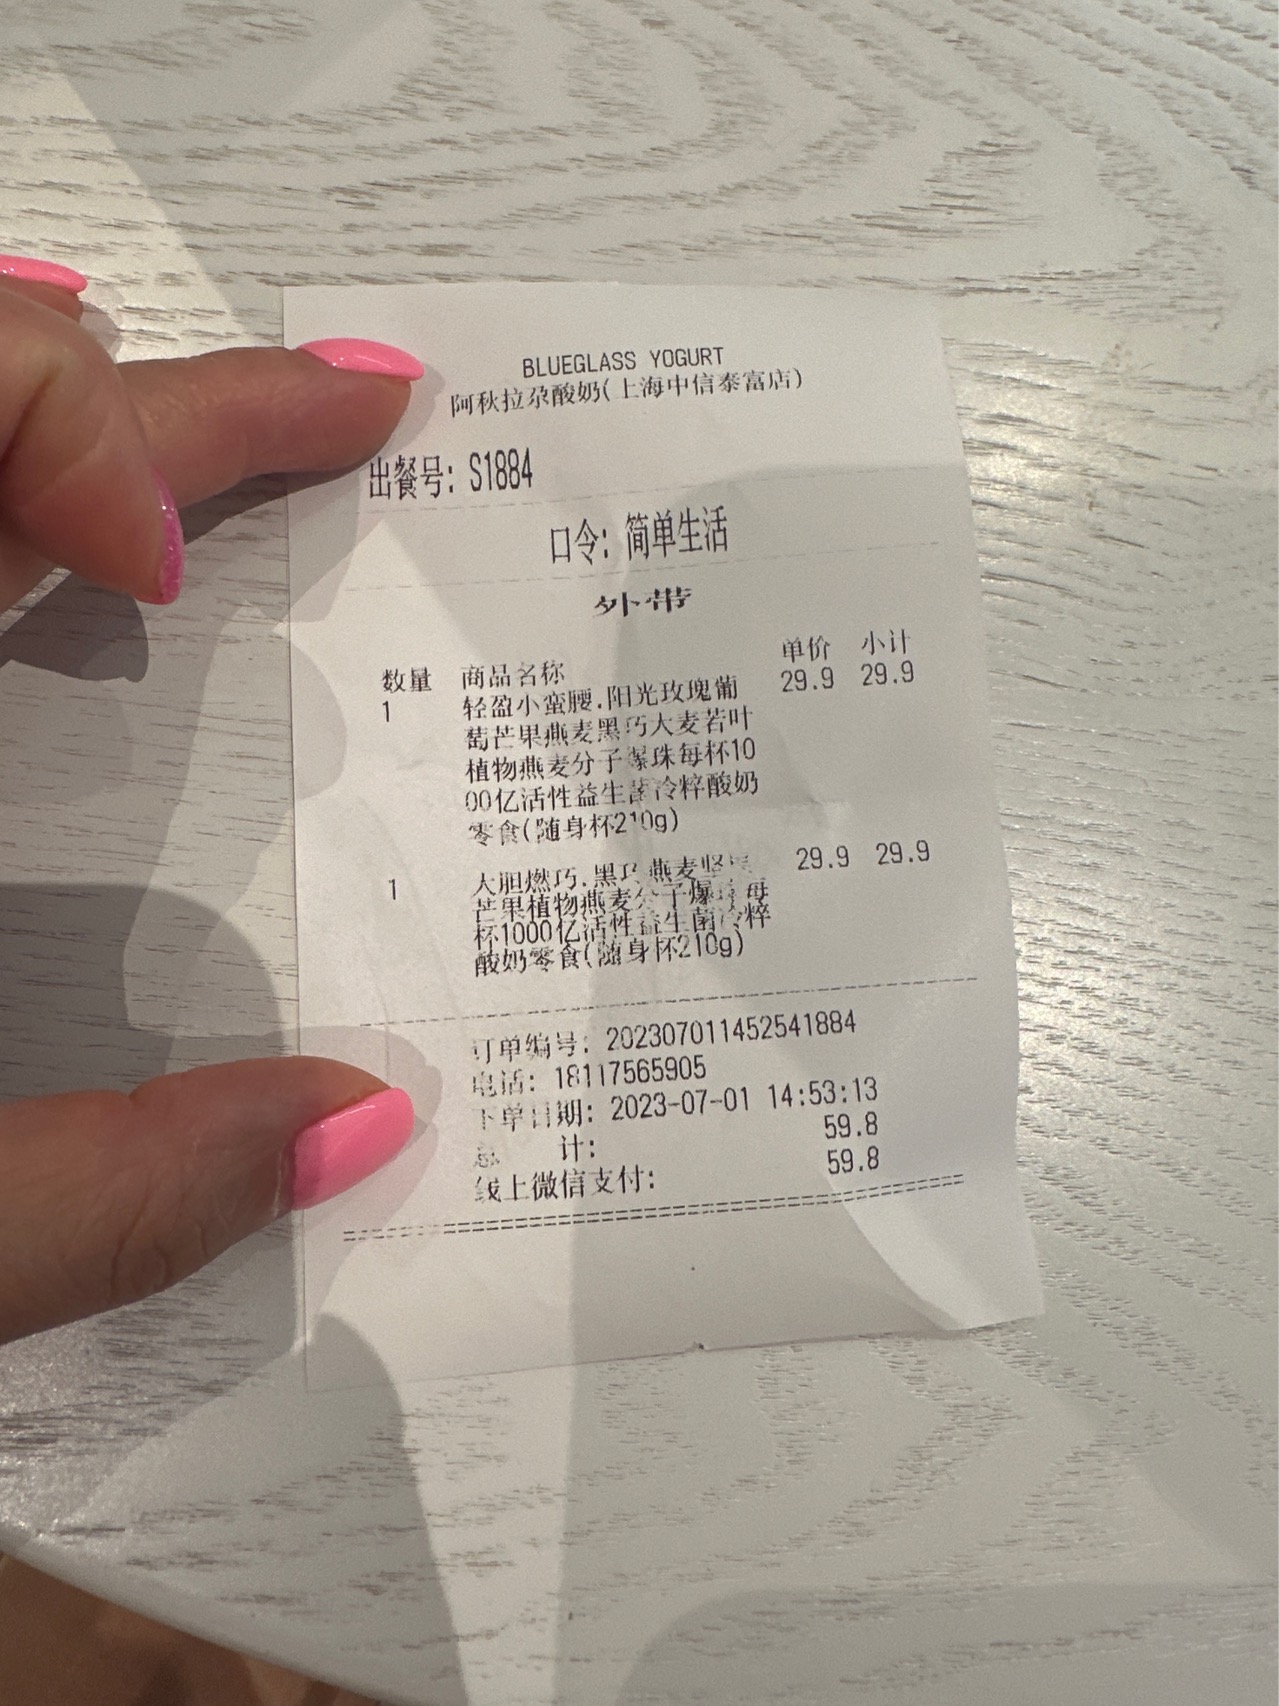 BLUEGLASS YOGURT
阿秋拉尕酸奶(上海中信泰富店)
出餐号: S1884
口令: 简单生活
外带
数量 商品名称 单价 小计
1 轻盈小蛮腰.阳光玫瑰葡 29.9 29.9
萄芒果燕麦黑巧大麦若叶
植物燕麦分子爆珠每杯10
00亿活性益生菌冷粹酸奶
零食(随身杯210g)
1 大胆燃巧.黑巧燕麦坚果 29.9 29.9
芒果植物燕麦分子爆珠每
杯1000亿活性益生菌冷粹
酸奶零食(随身杯210g)
订单编号: 202307011452541884
电话: 18117565905
下单日期: 2023-07-01 14:53:13
总 计: 59.8
线上微信支付: 59.8